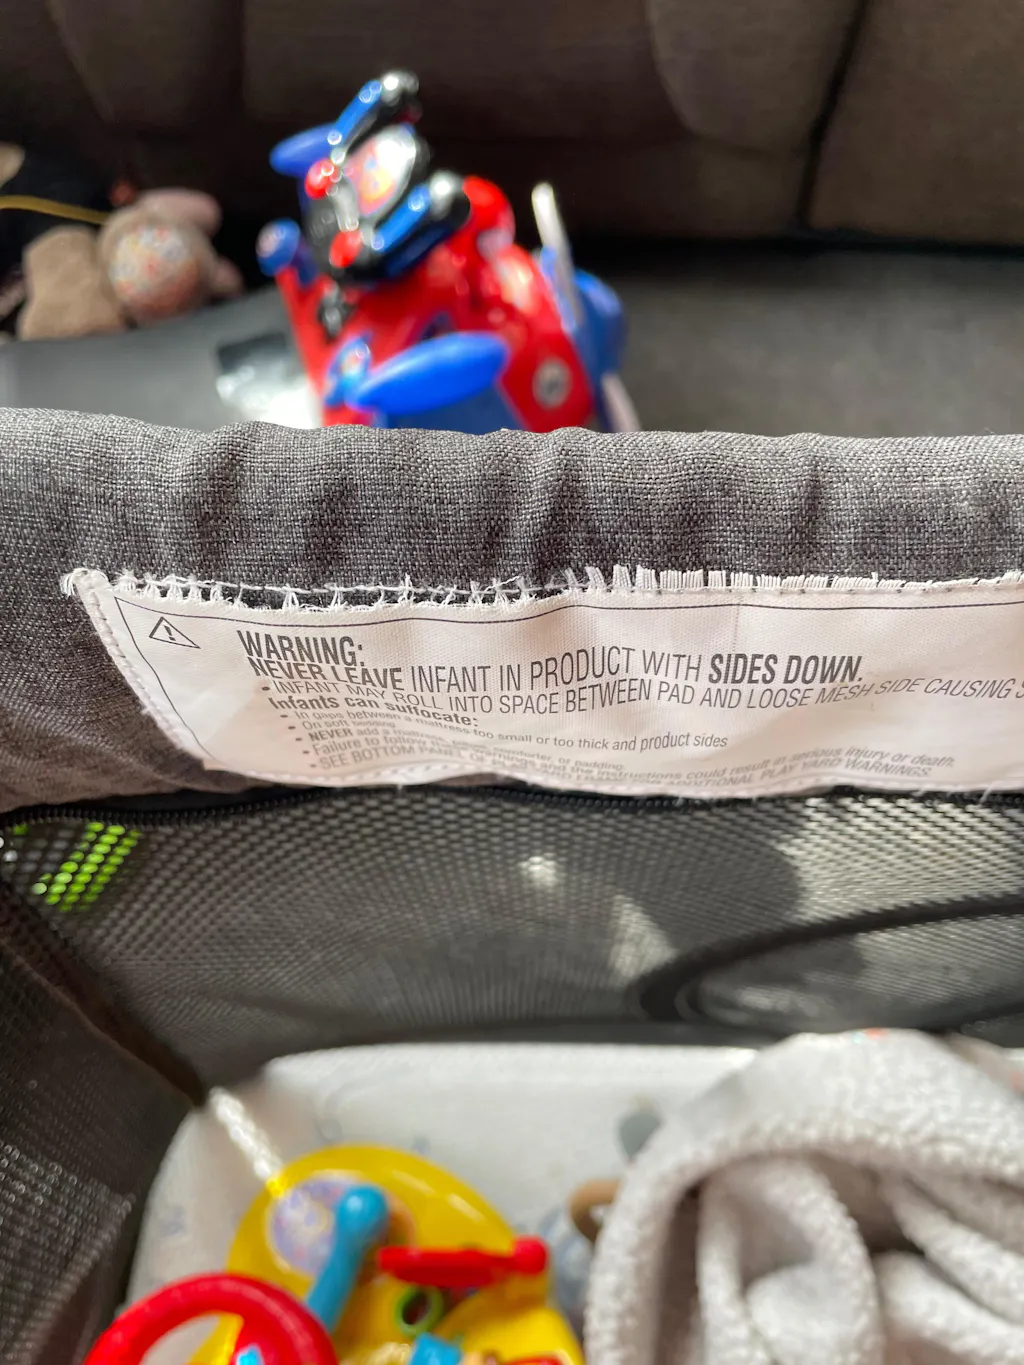 WARNING:
NEVER LEAVE INFANT IN PRODUCT WITH SIDES DOWN.
• INFANT MAY ROLL INTO SPACE BETWEEN PAD AND LOOSE MESH SIDE CAUSING
Infants can suffocate:
• In gaps between a mattress too small or too thick and product sides
• On soft bedding
• NEVER add a mattress, comforter, or padding.
• Failure to follow these warnings and the instructions could result in serious injury or death.
• SEE BOTTOM PANEL OF PLAY YARD ADDITIONAL PLAY YARD WARNINGS